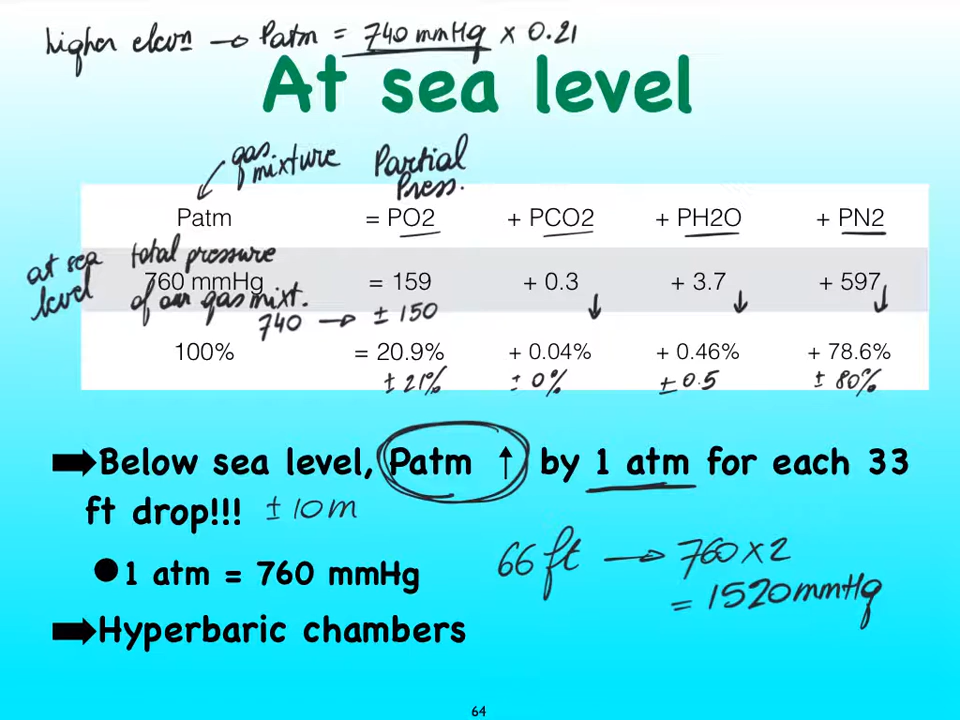 higher elevn → Patm = 740 mmHg × 0.21
At sea level
gas mixture
Partial Press.
Patm = PO2 + PCO2 + PH2O + PN2
at sea level
total pressure of our gas mixt.
760 mmHg = 159 + 0.3 + 3.7 + 597
↓ ↓ ↓
740 → ± 150
100% = 20.9% + 0.04% + 0.46% + 78.6%
± 21% ± 0% ± 0.5 ± 80%
➡Below sea level, Patm ↑ by 1 atm for each 33
ft drop!!! ± 10m
66 ft → 760 × 2
= 1520 mmHg
●1 atm = 760 mmHg
➡Hyperbaric chambers
64